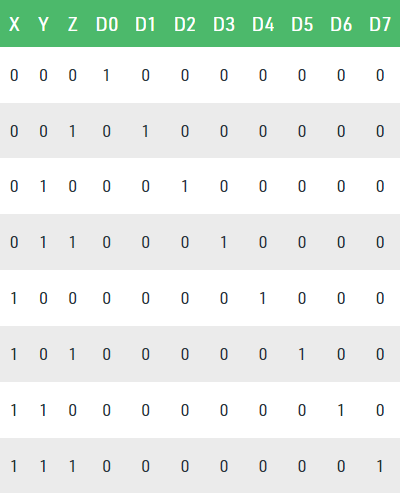 X Y Z D0 D1 D2 D3 D4 D5 D6 D7
0 0 0 1 0 0 0 0 0 0 0
0 0 1 0 1 0 0 0 0 0 0
0 1 0 0 0 1 0 0 0 0 0
0 1 1 0 0 0 1 0 0 0 0
1 0 0 0 0 0 0 1 0 0 0
1 0 1 0 0 0 0 0 1 0 0
1 1 0 0 0 0 0 0 0 1 0
1 1 1 0 0 0 0 0 0 0 1